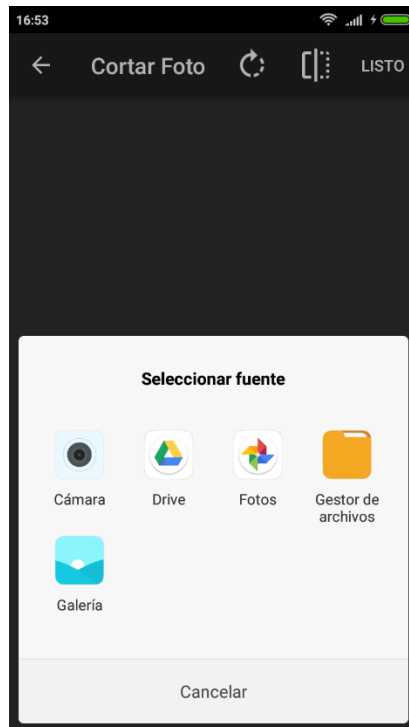 16:53
Cortar Foto
LISTO
Seleccionar fuente
Cámara
Drive
Fotos
Gestor de
archivos
Galería
Cancelar